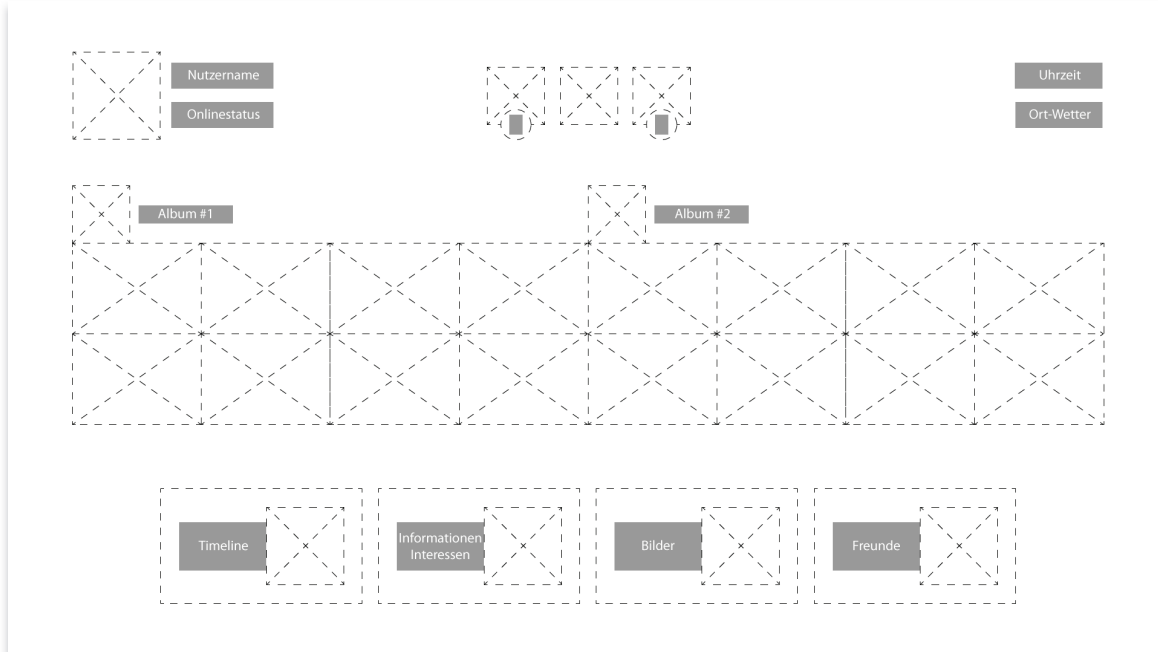 Nutzername
Onlinestatus
Uhrzeit
Ort-Wetter
Album #1
Album #2
Timeline
Informationen
Interessen
Bilder
Freunde